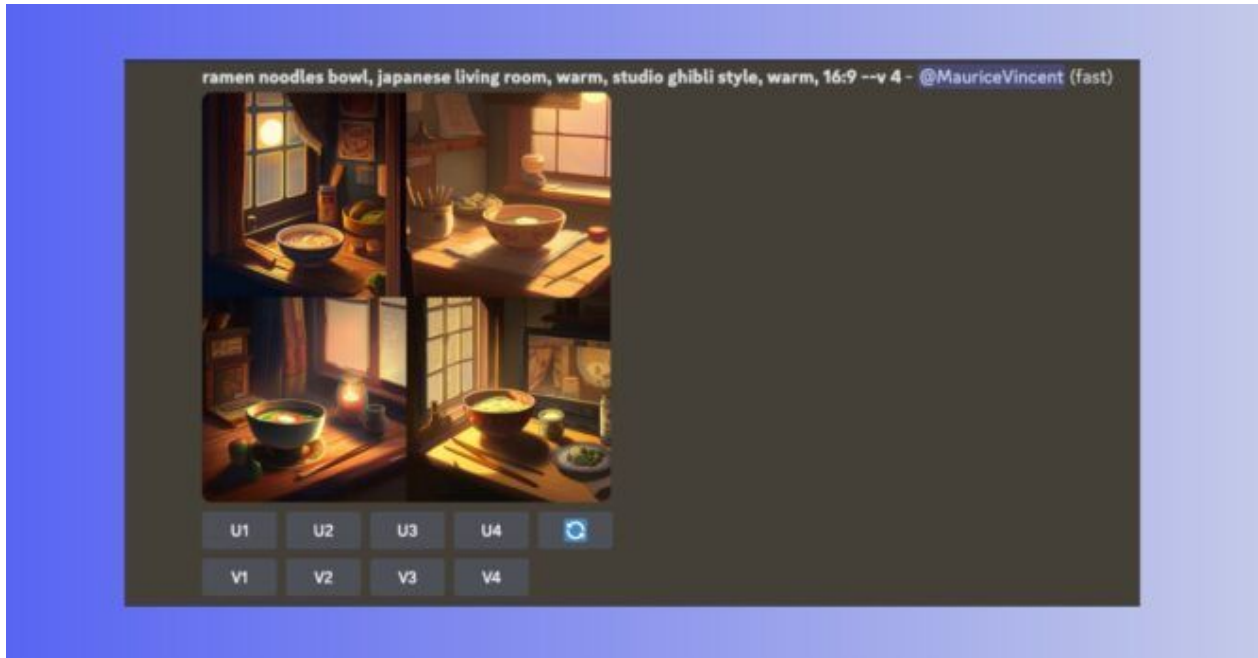 ramen noodles bowl, japanese living room, warm, studio ghibli style, warm, 16:9 --v 4 - @MauriceVincent (fast)
U1 U2 U3 U4
V1 V2 V3 V4